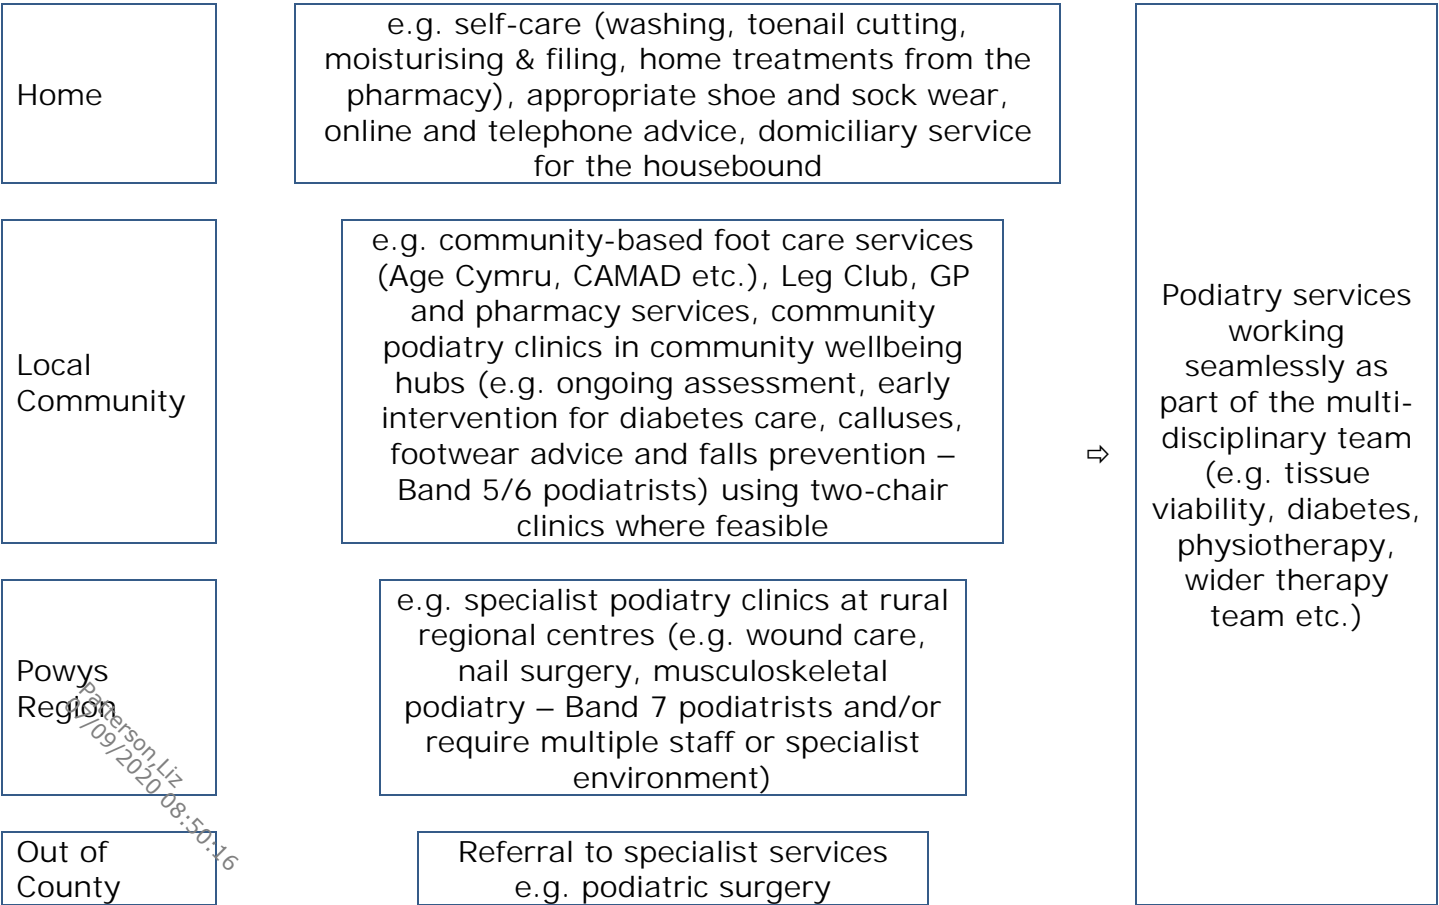 Home
e.g. self-care (washing, toenail cutting,
moisturising & filing, home treatments from the
pharmacy), appropriate shoe and sock wear,
online and telephone advice, domiciliary service
for the housebound
Local
Community
e.g. community-based foot care services
(Age Cymru, CAMAD etc.), Leg Club, GP
and pharmacy services, community
podiatry clinics in community wellbeing
hubs (e.g. ongoing assessment, early
intervention for diabetes care, calluses,
footwear advice and falls prevention –
Band 5/6 podiatrists) using two-chair
clinics where feasible
Powys
Region
e.g. specialist podiatry clinics at rural
regional centres (e.g. wound care,
nail surgery, musculoskeletal
podiatry – Band 7 podiatrists and/or
require multiple staff or specialist
environment)
Out of
County
Referral to specialist services
e.g. podiatric surgery
⇨
Podiatry services
working
seamlessly as
part of the multi-
disciplinary team
(e.g. tissue
viability, diabetes,
physiotherapy,
wider therapy
team etc.)
Patterson,Liz
07/09/2020 08:50:16